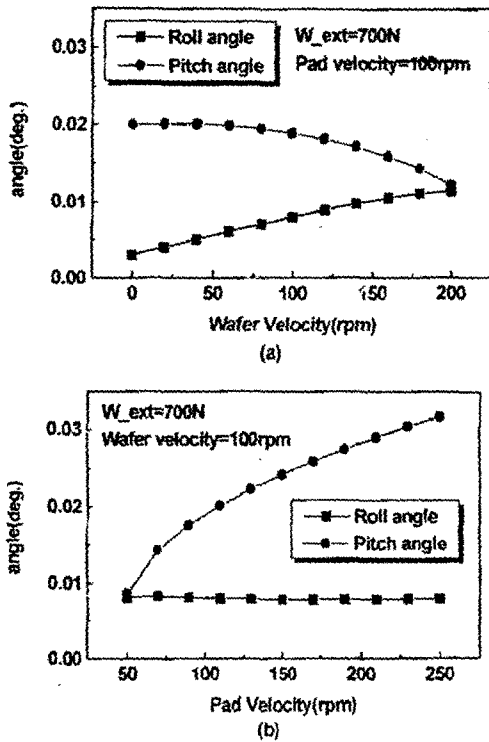 0.03
0.02
0.01
0.00
angle(deg.)
Roll angle
Pitch angle
W_ext=700N
Pad velocity=100rpm
0 50 100 150 200
Wafer Velocity(rpm)
(a)
0.03
0.02
0.01
0.00
angle(deg.)
W_ext=700N
Wafer velocity=100rpm
Roll angle
Pitch angle
50 100 150 200 250
Pad Velocity(rpm)
(b)